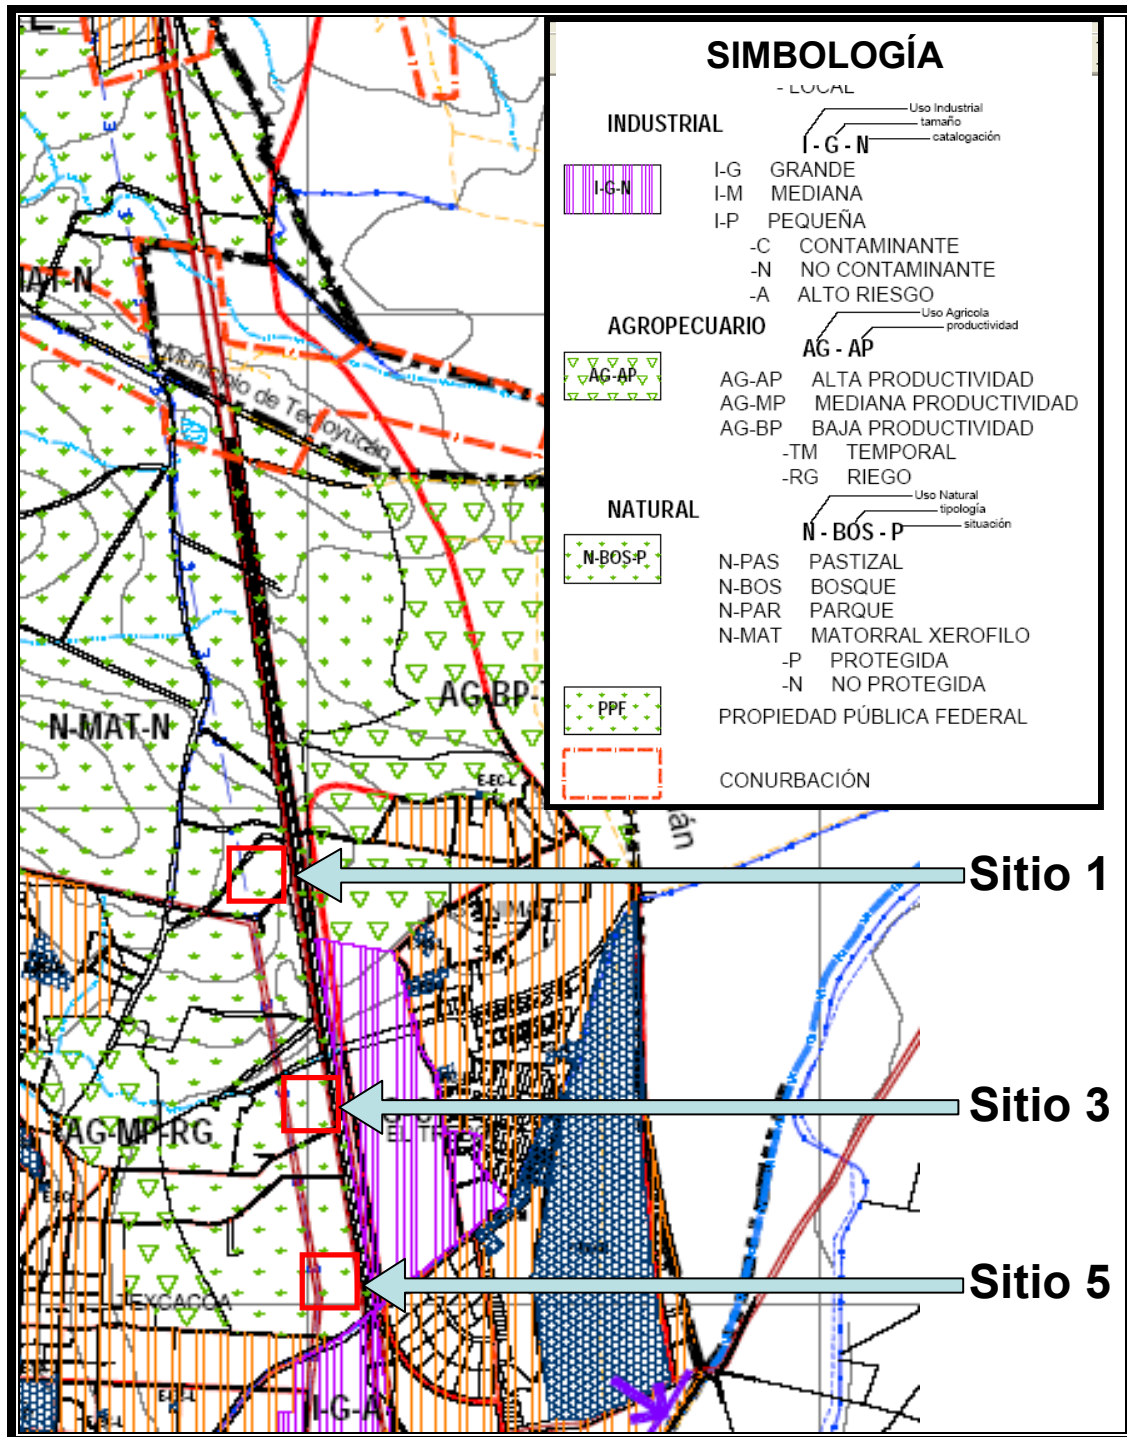 SIMBOLOGÍA
- LOCAL
Uso Industrial
tamaño
catalogación
INDUSTRIAL
I - G - N
I-G-N
I-G GRANDE
I-M MEDIANA
I-P PEQUEÑA
-C CONTAMINANTE
-N NO CONTAMINANTE
-A ALTO RIESGO
Uso Agricola
productividad
AGROPECUARIO
AG - AP
AG-AP
AG-AP ALTA PRODUCTIVIDAD
AG-MP MEDIANA PRODUCTIVIDAD
AG-BP BAJA PRODUCTIVIDAD
-TM TEMPORAL
-RG RIEGO
Uso Natural
tipología
situación
NATURAL
N - BOS - P
N-BOS-P
N-PAS PASTIZAL
N-BOS BOSQUE
N-PAR PARQUE
N-MAT MATORRAL XEROFILO
-P PROTEGIDA
-N NO PROTEGIDA
PPF
PROPIEDAD PÚBLICA FEDERAL
CONURBACIÓN
Municipio de Teoloyucán
AG-BP-
N-MAT-N
E-EC-L
Sitio 1
Sitio 3
AG-MP-RG
Sitio 5
TEXCACOA
I-G-A